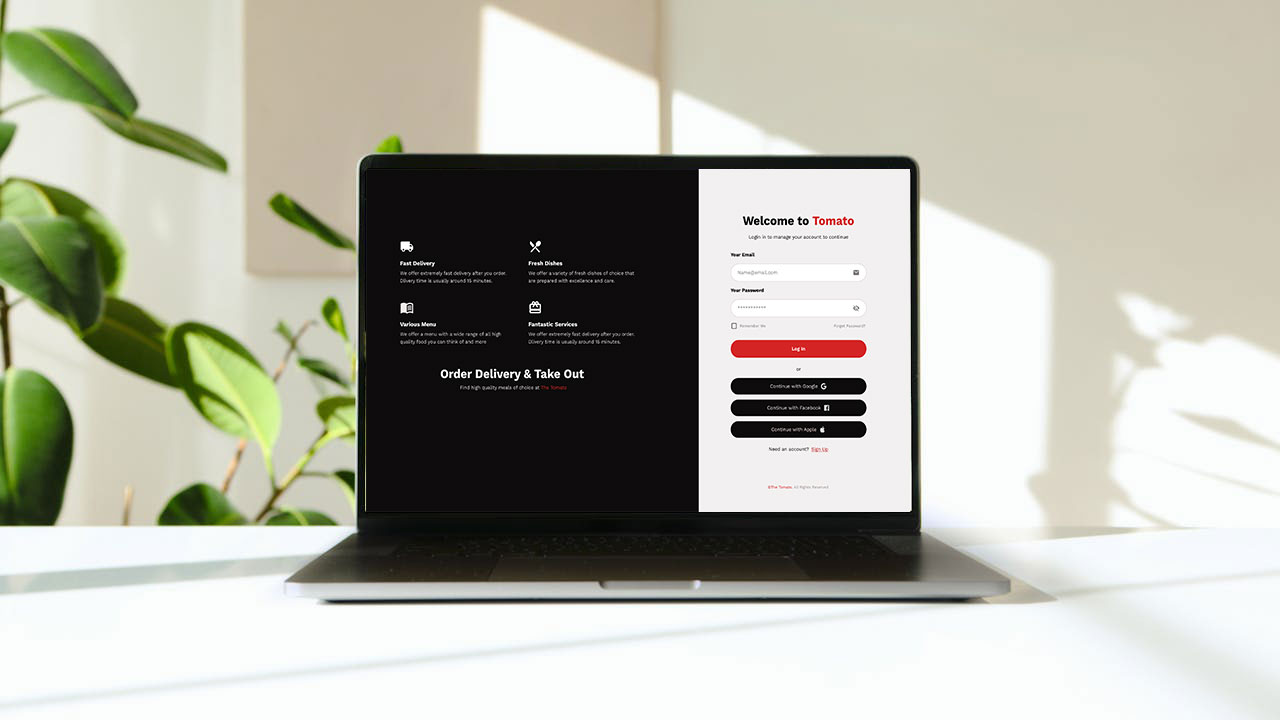 Fast Delivery
We offer extremely fast delivery after you order.
Dlivery time is usually around 15 minutes.
Fresh Dishes
We offer a variety of fresh dishes of choice that
are prepared with excellence and care.
Various Menu
We offer a menu with a wide range of all high
quality food you can think of and more
Fantastic Services
We offer extremely fast delivery after you order.
Dlivery time is usually around 15 minutes.
Order Delivery & Take Out
Find high quality meals of choice at The Tomato
Welcome to Tomato
Login in to manage your account to continue
Your Email
Name@email.com
Your Password
***********
Remember Me
Forgot Password?
Log in
or
Continue with Google
Continue with Facebook
Continue with Apple
Need an account? Sign Up
©The Tomato. All Rights Reserved